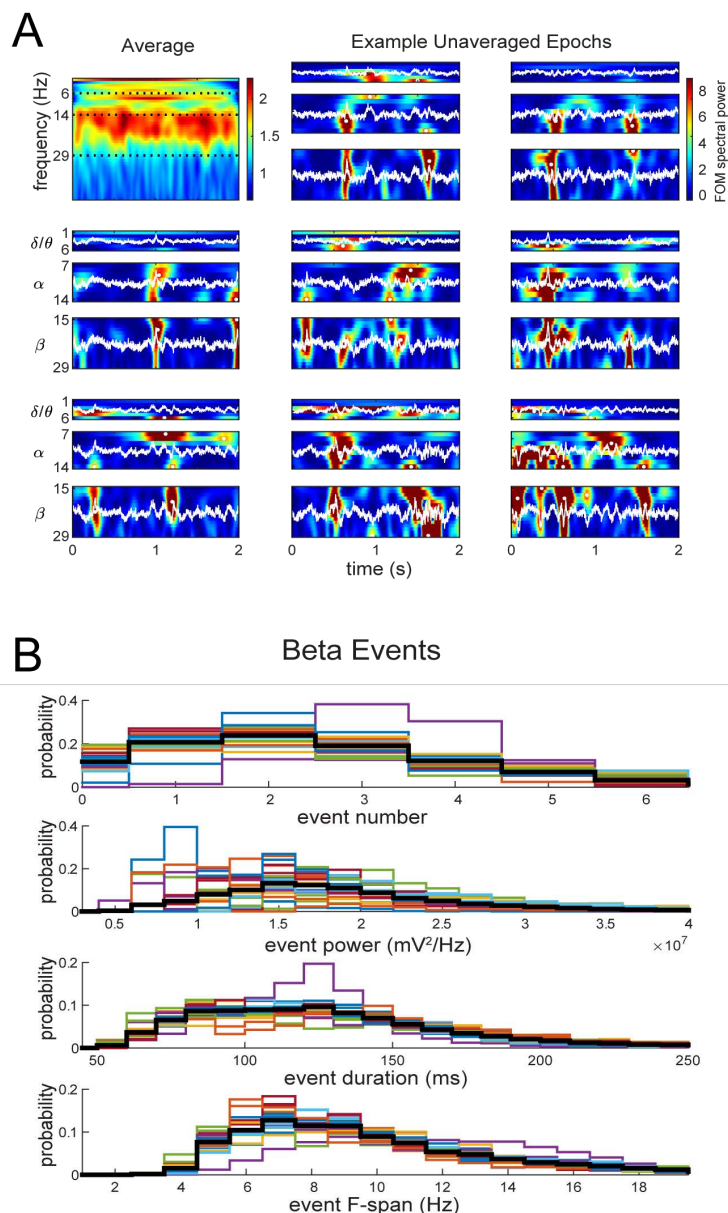 A
Average
Example Unaveraged Epochs
frequency (Hz)
6
14
29
2
1.5
1
8
6
4
2
0
FOM spectral power
δ/θ
1
6
α
7
14
β
15
29
δ/θ
1
6
α
7
14
β
15
29
0 1 2
0 1 2
0 1 2
time (s)
B
Beta Events
probability
0.4
0.2
0
0 1 2 3 4 5 6
event number
probability
0.4
0.2
0
0.5 1 1.5 2 2.5 3 3.5 4
event power (mV²/Hz)
×10⁷
probability
0.2
0.1
0
50 100 150 200 250
event duration (ms)
probability
0.2
0.1
0
2 4 6 8 10 12 14 16 18
event F-span (Hz)